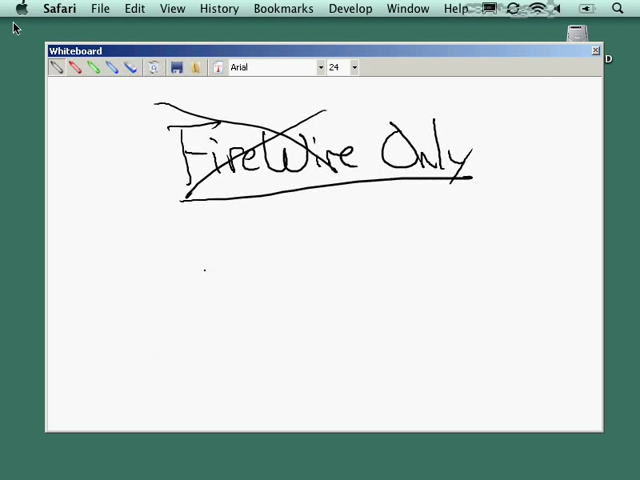 Safari File Edit View History Bookmarks Develop Window Help
Whiteboard
Arial 24
D
FireWire Only